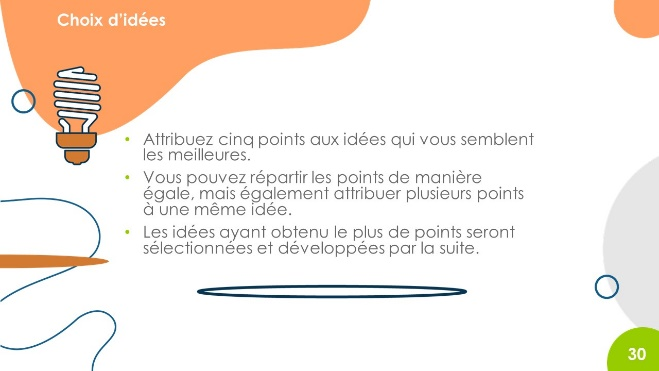 Choix d'idées
• Attribuez cinq points aux idées qui vous semblent
les meilleures.
• Vous pouvez répartir les points de manière
égale, mais également attribuer plusieurs points
à une même idée.
• Les idées ayant obtenu le plus de points seront
sélectionnées et développées par la suite.
30